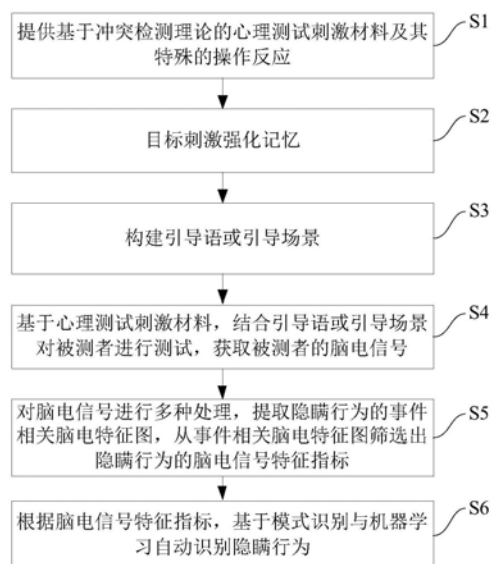 提供基于冲突检测理论的心理测试刺激材料及其
特殊的操作反应
S1
目标刺激强化记忆
S2
构建引导语或引导场景
S3
基于心理测试刺激材料，结合引导语或引导场景
对被测者进行测试，获取被测者的脑电信号
S4
对脑电信号进行多种处理，提取隐瞒行为的事件
相关脑电特征图，从事件相关脑电特征图筛选出
隐瞒行为的脑电信号特征指标
S5
根据脑电信号特征指标，基于模式识别与机器学
习自动识别隐瞒行为
S6